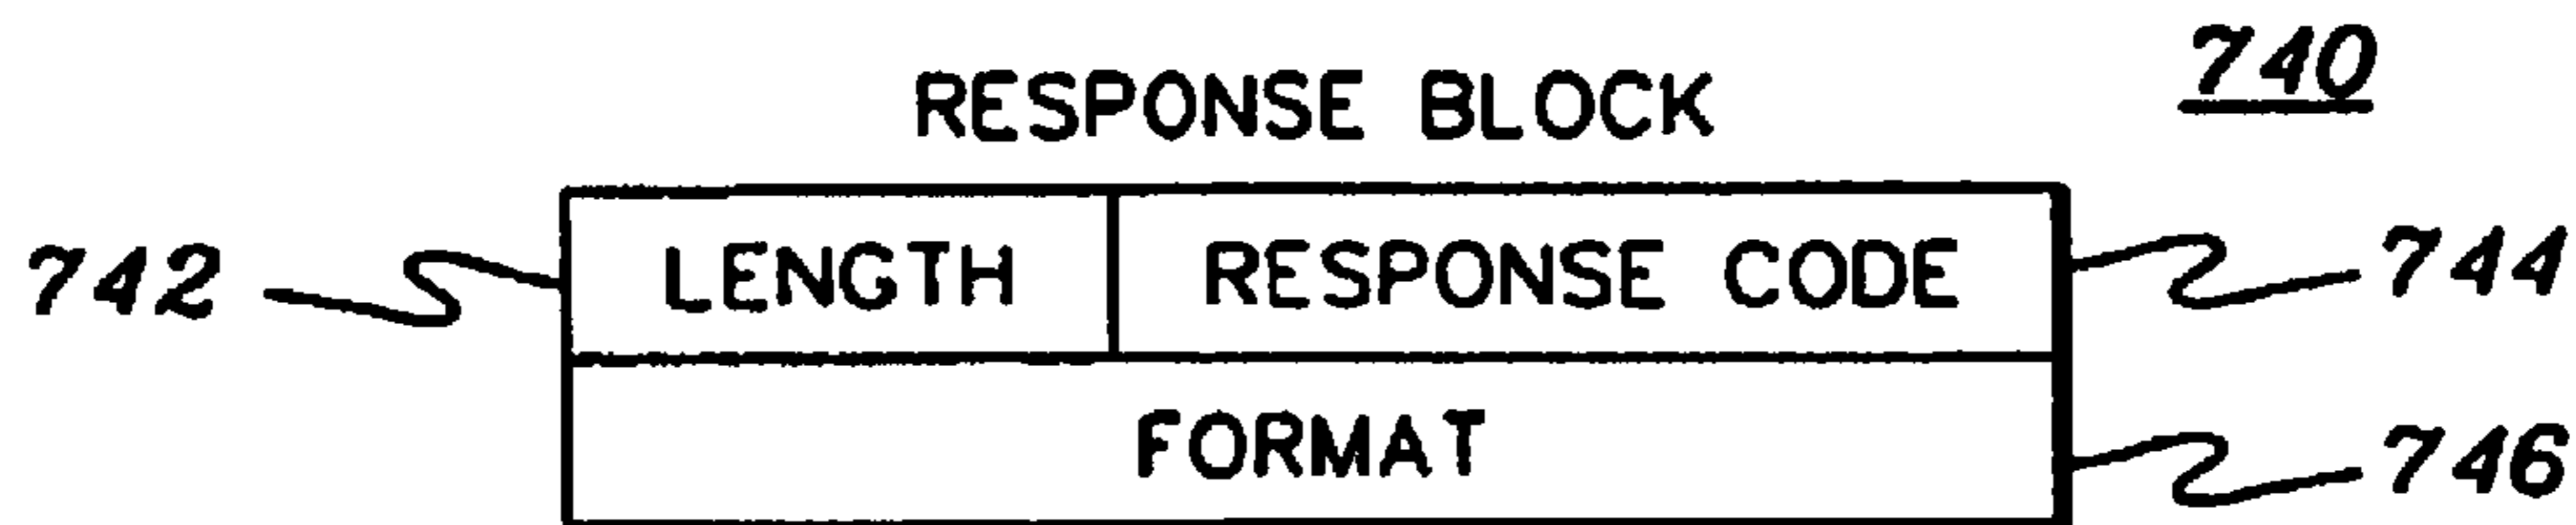 740
RESPONSE BLOCK
742 LENGTH RESPONSE CODE 744
FORMAT 746